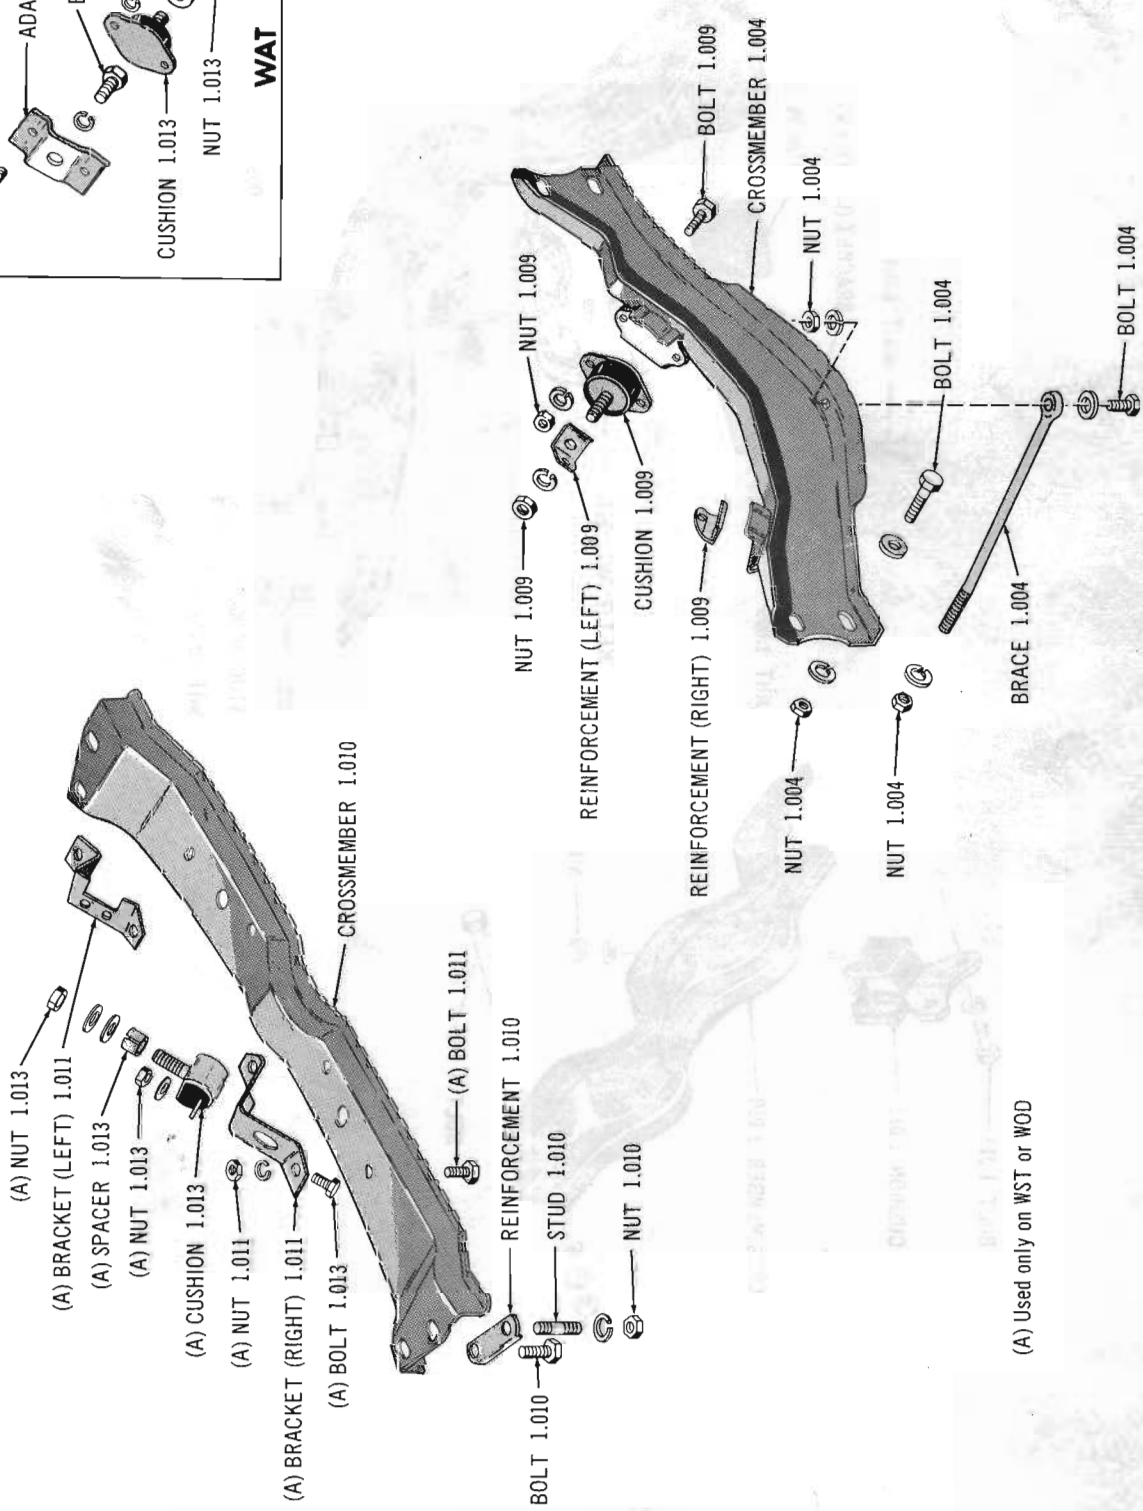 (A) NUT 1.013
(A) BRACKET (LEFT) 1.011
(A) SPACER 1.013
(A) NUT 1.013
(A) CUSHION 1.013
(A) NUT 1.011
(A) BRACKET (RIGHT) 1.011
(A) BOLT 1.013
CROSSMEMBER 1.010
(A) BOLT 1.011
REINFORCEMENT 1.010
BOLT 1.010
STUD 1.010
NUT 1.010
ADA
CUSHION 1.013
NUT 1.013
WAT
NUT 1.009
NUT 1.009
REINFORCEMENT (LEFT) 1.009
CUSHION 1.009
REINFORCEMENT (RIGHT) 1.009
BOLT 1.009
CROSSMEMBER 1.004
NUT 1.004
NUT 1.004
NUT 1.004
BOLT 1.004
BRACE 1.004
BOLT 1.004
(A) Used only on WST or WOD